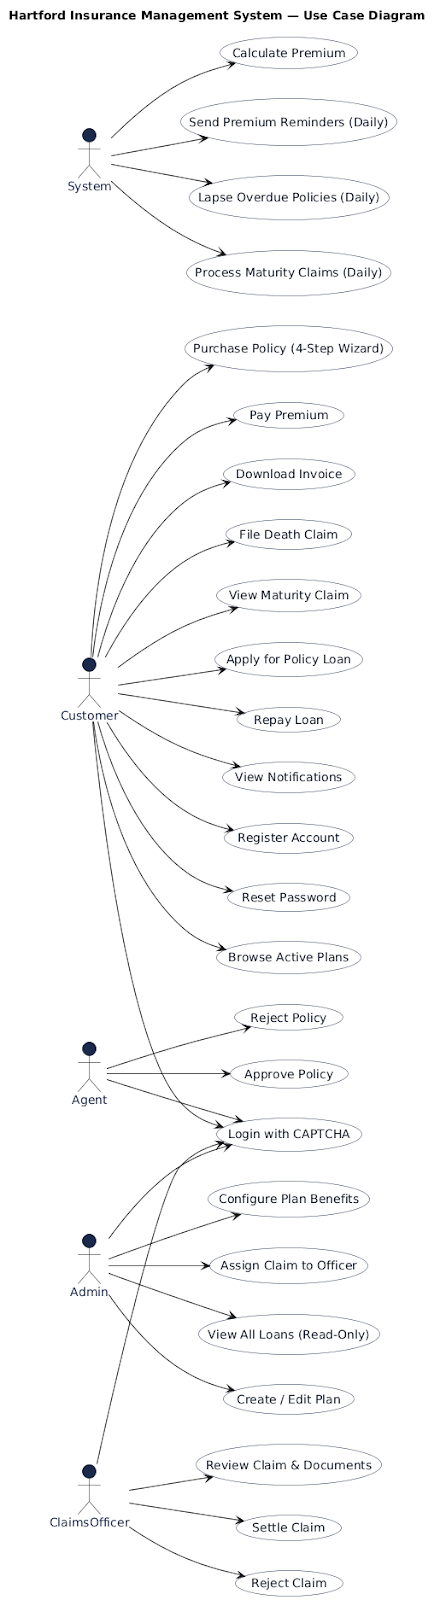 Hartford Insurance Management System — Use Case Diagram
Calculate Premium
Send Premium Reminders (Daily)
System
Lapse Overdue Policies (Daily)
Process Maturity Claims (Daily)
Purchase Policy (4-Step Wizard)
Pay Premium
Download Invoice
File Death Claim
View Maturity Claim
Apply for Policy Loan
Customer
Repay Loan
View Notifications
Register Account
Reset Password
Browse Active Plans
Reject Policy
Approve Policy
Agent
Login with CAPTCHA
Configure Plan Benefits
Assign Claim to Officer
Admin
View All Loans (Read-Only)
Create / Edit Plan
Review Claim & Documents
ClaimsOfficer
Settle Claim
Reject Claim